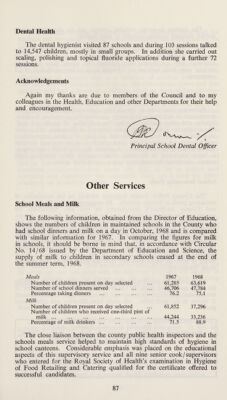 Dental Health
The dental hygienist visited 87 schools and during 103 sessions talked
to 14,547 children, mostly in small groups. In addition she carried out
scaling, polishing and topical fluoride applications during a further 72
sessions.
Acknowledgements
Again my thanks are due to members of the Council and to my
colleagues in the Health, Education and other Departments for their help
and encouragement.
Principal School Dental Officer
Other Services
School Meals and Milk
The following information, obtained from the Director of Education,
shows the numbers of children in maintained schools in the County who
had school dinners and milk on a day in October, 1968 and is compared
with similar information for 1967. In comparing the figures for milk
in schools, it should be borne in mind that, in accordance with Circular
No. 14/68 issued by the Department of Education and Science, the
supply of milk to children in secondary schools ceased at the end of
the summer term, 1968.
Meals 1967 1968
Number of children present on day selected ... 61,283 63,619
Number of school dinners served ... ... 46,706 47,784
Percentage taking dinners ... ... ... 76.2 75.1
Milk
Number of children present on day selected ... 61,852 37,296
Number of children who received one-third pint of
milk ... ... ... ... ... 44,244 33,236
Percentage of milk drinkers ... ... ... 71.5 88.9
The close liaison between the county public health inspectors and the
schools meals service helped to maintain high standards of hygiene in
school canteens. Considerable emphasis was placed on the educational
aspects of this supervisory service and all nine senior cook/supervisors
who entered for the Royal Society of Health's examination in Hygiene
of Food Retailing and Catering qualified for the certificate offered to
successful candidates.
87